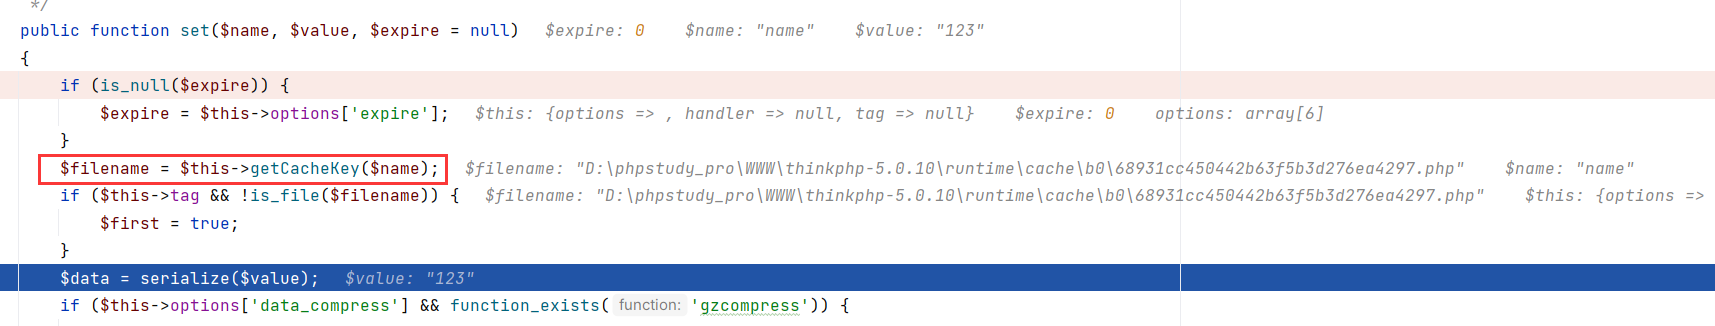 */
public function set($name, $value, $expire = null)   $expire: 0    $name: "name"    $value: "123"
{
    if (is_null($expire)) {
        $expire = $this->options['expire'];   $this: {options => , handler => null, tag => null}    $expire: 0    options: array[6]
    }
    $filename = $this->getCacheKey($name);   $filename: "D:\phpstudy_pro\WWW\thinkphp-5.0.10\runtime\cache\b0\68931cc450442b63f5b3d276ea4297.php"    $name: "name"
    if ($this->tag && !is_file($filename)) {   $filename: "D:\phpstudy_pro\WWW\thinkphp-5.0.10\runtime\cache\b0\68931cc450442b63f5b3d276ea4297.php"    $this: {options =>
        $first = true;
    }
    $data = serialize($value);   $value: "123"
    if ($this->options['data_compress'] && function_exists( function: 'gzcompress')) {